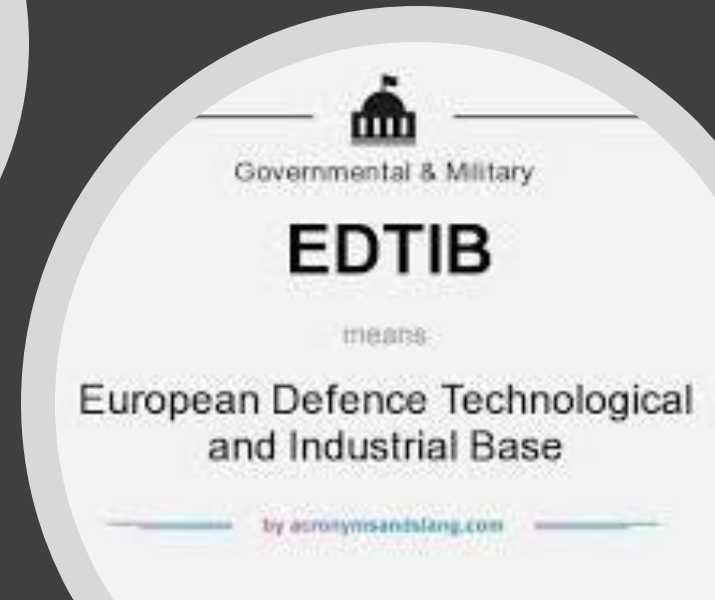 Governmental & Military
EDTIB
means
European Defence Technological
and Industrial Base
by acronymsandslang.com